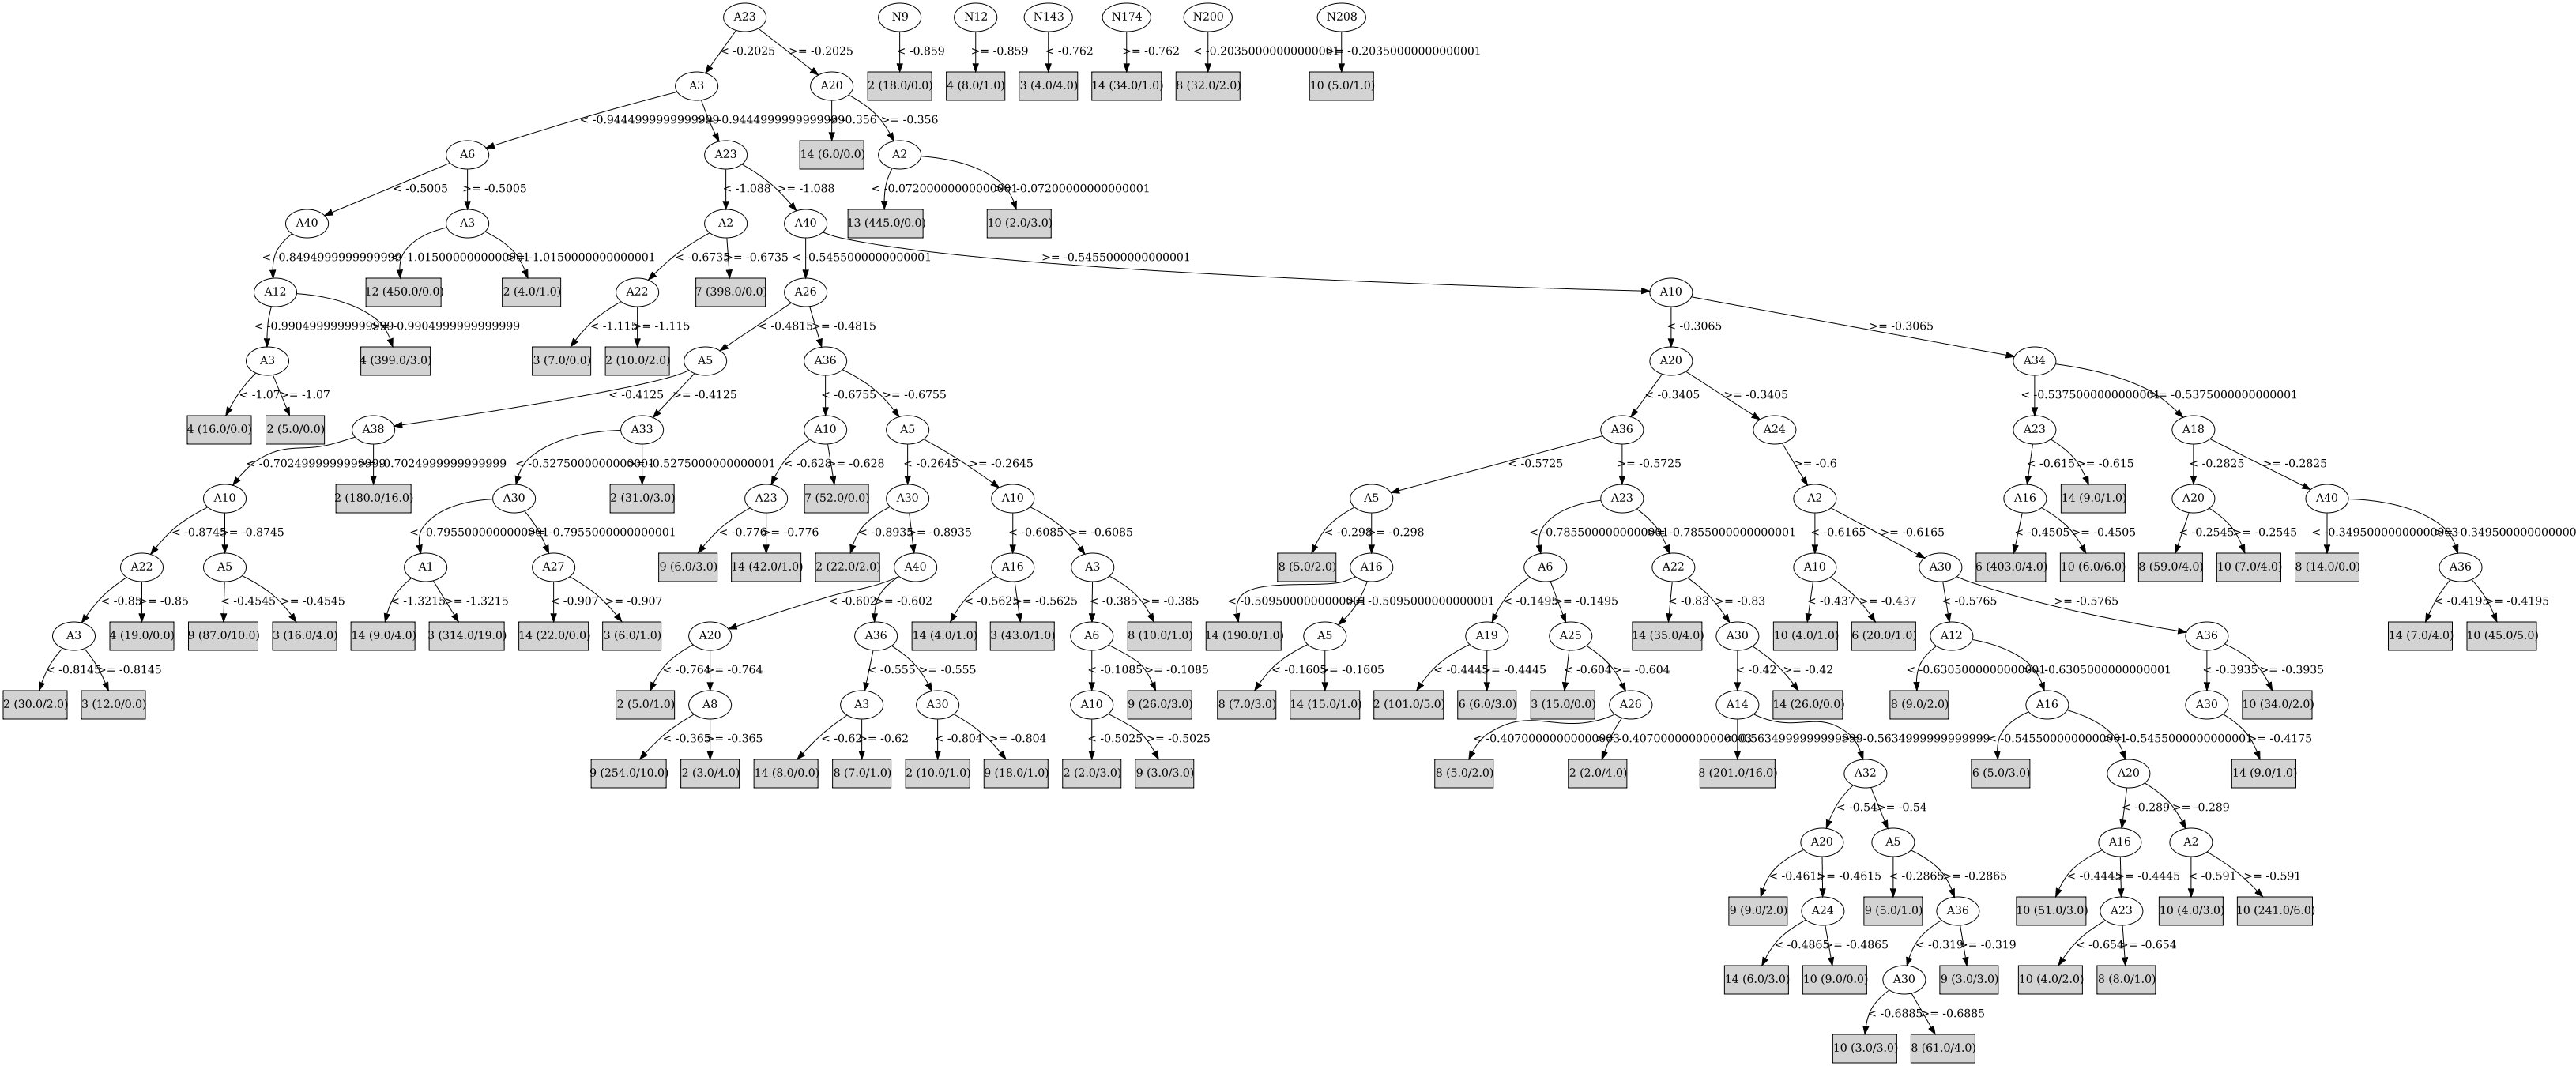 A23 N9 N12 N143 N174 N200 N208
< -0.2025 >= -0.2025 < -0.859 >= -0.859 < -0.762 >= -0.762 < -0.20350000000000001 >= -0.20350000000000001
A3 A20 2 (18.0/0.0) 4 (8.0/1.0) 3 (4.0/4.0) 14 (34.0/1.0) 8 (32.0/2.0) 10 (5.0/1.0)
>= -0.356
A6 A23 14 (6.0/0.0) A2
< -0.5005 >= -0.5005 < -1.088 >= -1.088 >= -0.07200000000000001
A40 A3 A2 A40 13 (445.0/0.0) 10 (2.0/3.0)
< -0.6735 >= -0.6735 < -0.5455000000000001 >= -0.5455000000000001
A12 12 (450.0/0.0) 2 (4.0/1.0) A22 7 (398.0/0.0) A26 A10
>= -0.9904999999999999 < -1.115 >= -1.115 < -0.4815 >= -0.4815 < -0.3065 >= -0.3065
A3 4 (399.0/3.0) 3 (7.0/0.0) 2 (10.0/2.0) A5 A36 A20 A34
< -1.07 >= -1.07 < -0.4125 >= -0.4125 < -0.6755 >= -0.6755 < -0.3405 >= -0.3405 < -0.5375000000000001 >= -0.5375000000000001
4 (16.0/0.0) 2 (5.0/0.0) A38 A33 A10 A5 A36 A24 A23 A18
< -0.7024999999999999 >= -0.7024999999999999 < -0.5275000000000001 >= -0.5275000000000001 < -0.628 >= -0.628 < -0.2645 >= -0.2645 < -0.5725 >= -0.5725 >= -0.6 < -0.615 >= -0.615 < -0.2825 >= -0.2825
A10 2 (180.0/16.0) A30 2 (31.0/3.0) A23 7 (52.0/0.0) A30 A10 A5 A23 A2 A16 14 (9.0/1.0) A20 A40
< -0.8745 >= -0.8745 < -0.7955000000000001 >= -0.7955000000000001 < -0.776 >= -0.776 < -0.8935 >= -0.8935 < -0.6085 >= -0.6085 < -0.298 >= -0.298 < -0.7855000000000001 >= -0.7855000000000001 < -0.6165 >= -0.6165 < -0.4505 >= -0.4505 < -0.2545 >= -0.2545
A22 A5 A1 A27 9 (6.0/3.0) 14 (42.0/1.0) 2 (22.0/2.0) A40 A16 A3 8 (5.0/2.0) A16 A6 A22 A10 A30 6 (403.0/4.0) 10 (6.0/6.0) 8 (59.0/4.0) 10 (7.0/4.0) 8 (14.0/0.0) A36
< -0.85 >= -0.85 < -0.4545 >= -0.4545 < -1.3215 >= -1.3215 < -0.907 >= -0.907 < -0.602 >= -0.602 < -0.5625 >= -0.5625 < -0.385 >= -0.385 < -0.5095000000000001 >= -0.5095000000000001 < -0.1495 >= -0.1495 < -0.83 >= -0.83 < -0.437 >= -0.437 < -0.5765 >= -0.5765 < -0.4195 >= -0.4195
A3 4 (19.0/0.0) 9 (87.0/10.0) 3 (16.0/4.0) 14 (9.0/4.0) 3 (314.0/19.0) 14 (22.0/0.0) 3 (6.0/1.0) A20 A36 14 (4.0/1.0) 3 (43.0/1.0) A6 8 (10.0/1.0) 14 (190.0/1.0) A5 A19 A25 14 (35.0/4.0) A30 10 (4.0/1.0) 6 (20.0/1.0) A12 A36 14 (7.0/4.0) 10 (45.0/5.0)
< -0.8145 >= -0.8145 < -0.764 >= -0.764 < -0.555 >= -0.555 < -0.1085 >= -0.1085 < -0.1605 >= -0.1605 < -0.4445 >= -0.4445 < -0.604 >= -0.604 < -0.42 >= -0.42 < -0.6305000000000001 >= -0.6305000000000001 < -0.3935 >= -0.3935
2 (30.0/2.0) 3 (12.0/0.0) 2 (5.0/1.0) A8 A3 A30 A10 9 (26.0/3.0) 8 (7.0/3.0) 14 (15.0/1.0) 2 (101.0/5.0) 6 (6.0/3.0) 3 (15.0/0.0) A26 A14 14 (26.0/0.0) 8 (9.0/2.0) A16 A30 10 (34.0/2.0)
< -0.365 >= -0.365 < -0.62 >= -0.62 < -0.804 >= -0.804 < -0.5025 >= -0.5025 >= -0.4175
9 (254.0/10.0) 2 (3.0/4.0) 14 (8.0/0.0) 8 (7.0/1.0) 2 (10.0/1.0) 9 (18.0/1.0) 2 (2.0/3.0) 9 (3.0/3.0) 8 (5.0/2.0) 2 (2.0/4.0) 8 (201.0/16.0) A32 6 (5.0/3.0) A20 14 (9.0/1.0)
< -0.54 >= -0.54 < -0.289 >= -0.289
A20 A5 A16 A2
< -0.4615 >= -0.4615 < -0.2865 >= -0.2865 < -0.4445 >= -0.4445 < -0.591 >= -0.591
9 (9.0/2.0) A24 9 (5.0/1.0) A36 10 (51.0/3.0) A23 10 (4.0/3.0) 10 (241.0/6.0)
< -0.4865 >= -0.4865 < -0.319 >= -0.319 < -0.654 >= -0.654
14 (6.0/3.0) 10 (9.0/0.0) A30 9 (3.0/3.0) 10 (4.0/2.0) 8 (8.0/1.0)
< -0.6885 >= -0.6885
10 (3.0/3.0) 8 (61.0/4.0)